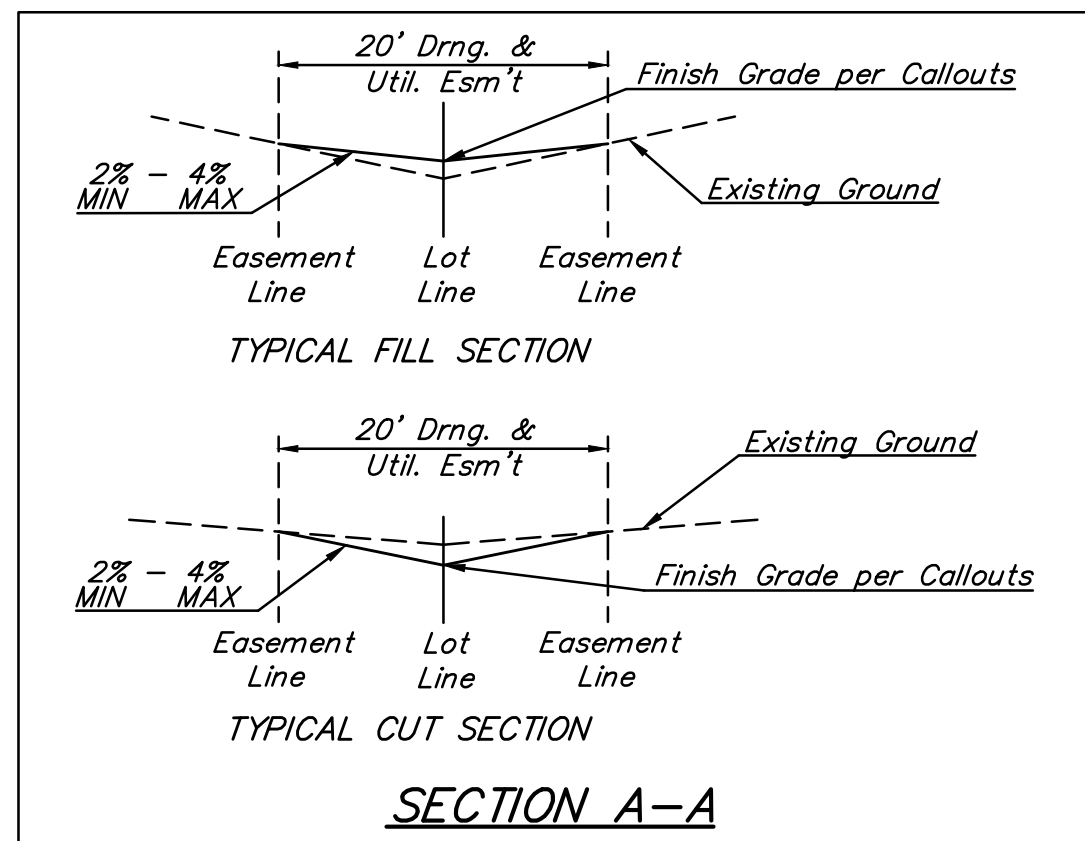 20' Drng. &
Util. Esm't
Finish Grade per Callouts
2% - 4%
MIN MAX
Existing Ground
Easement
Line
Lot
Line
Easement
Line
TYPICAL FILL SECTION
20' Drng. &
Util. Esm't
Existing Ground
2% - 4%
MIN MAX
Finish Grade per Callouts
Easement
Line
Lot
Line
Easement
Line
TYPICAL CUT SECTION
SECTION A-A